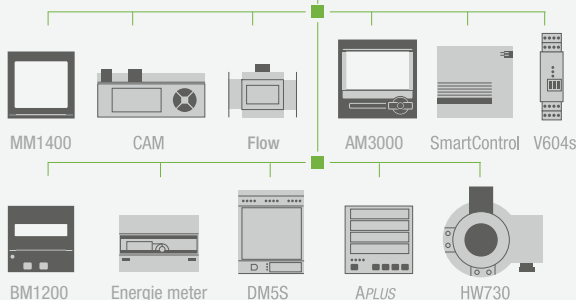 MM1400 CAM Flow AM3000 SmartControl V604s
BM1200 Energie meter DM5S APLUS HW730